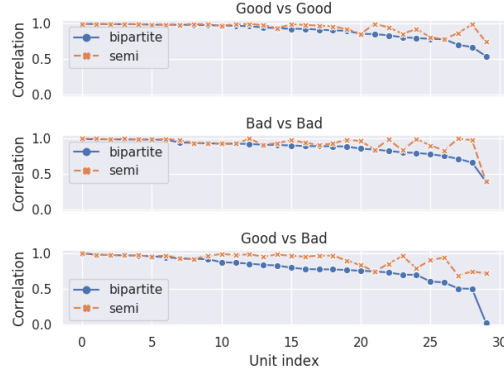 Good vs Good
Correlation
1.0
0.5
0.0
bipartite
semi
Bad vs Bad
Correlation
1.0
0.5
0.0
bipartite
semi
Good vs Bad
Correlation
1.0
0.5
0.0
bipartite
semi
0 5 10 15 20 25 30
Unit index